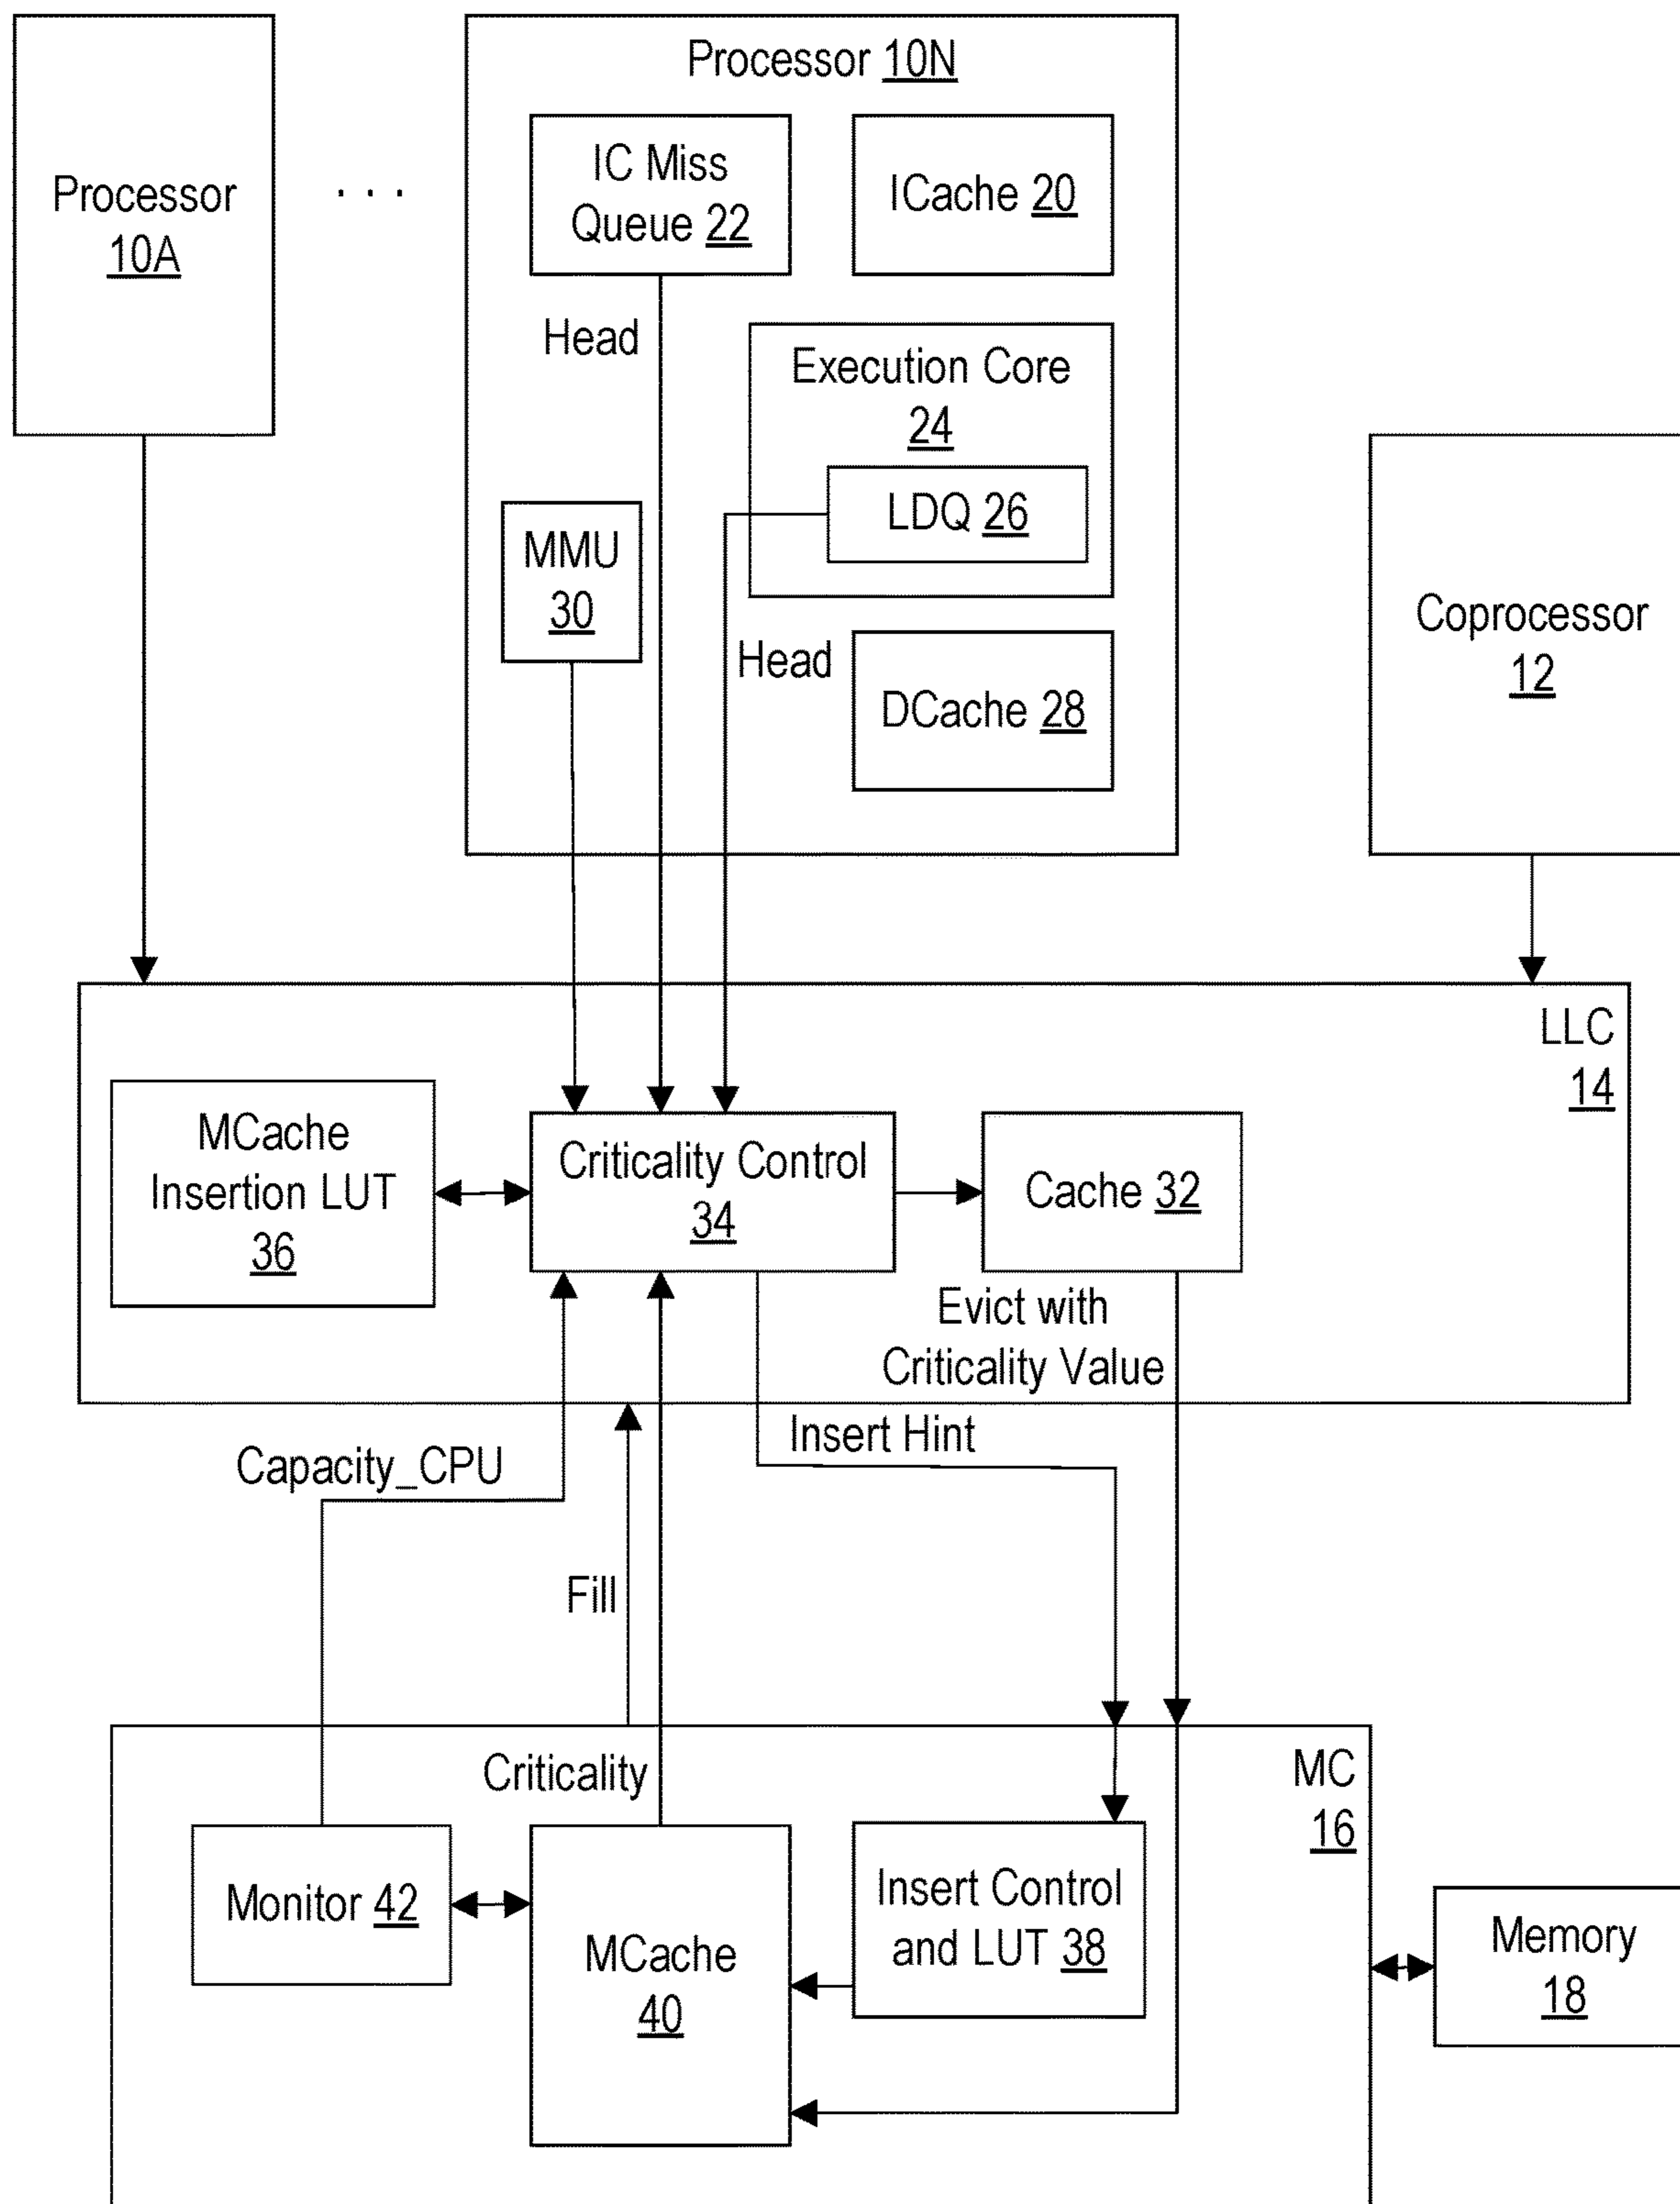 Processor
10A
. . .
Processor 10N
IC Miss
Queue 22
ICache 20
Head
Execution Core
24
LDQ 26
MMU
30
Head
DCache 28
Coprocessor
12
LLC
14
MCache
Insertion LUT
36
Criticality Control
34
Cache 32
Evict with
Criticality Value
Insert Hint
Capacity_CPU
Fill
Criticality
MC
16
Monitor 42
MCache
40
Insert Control
and LUT 38
Memory
18